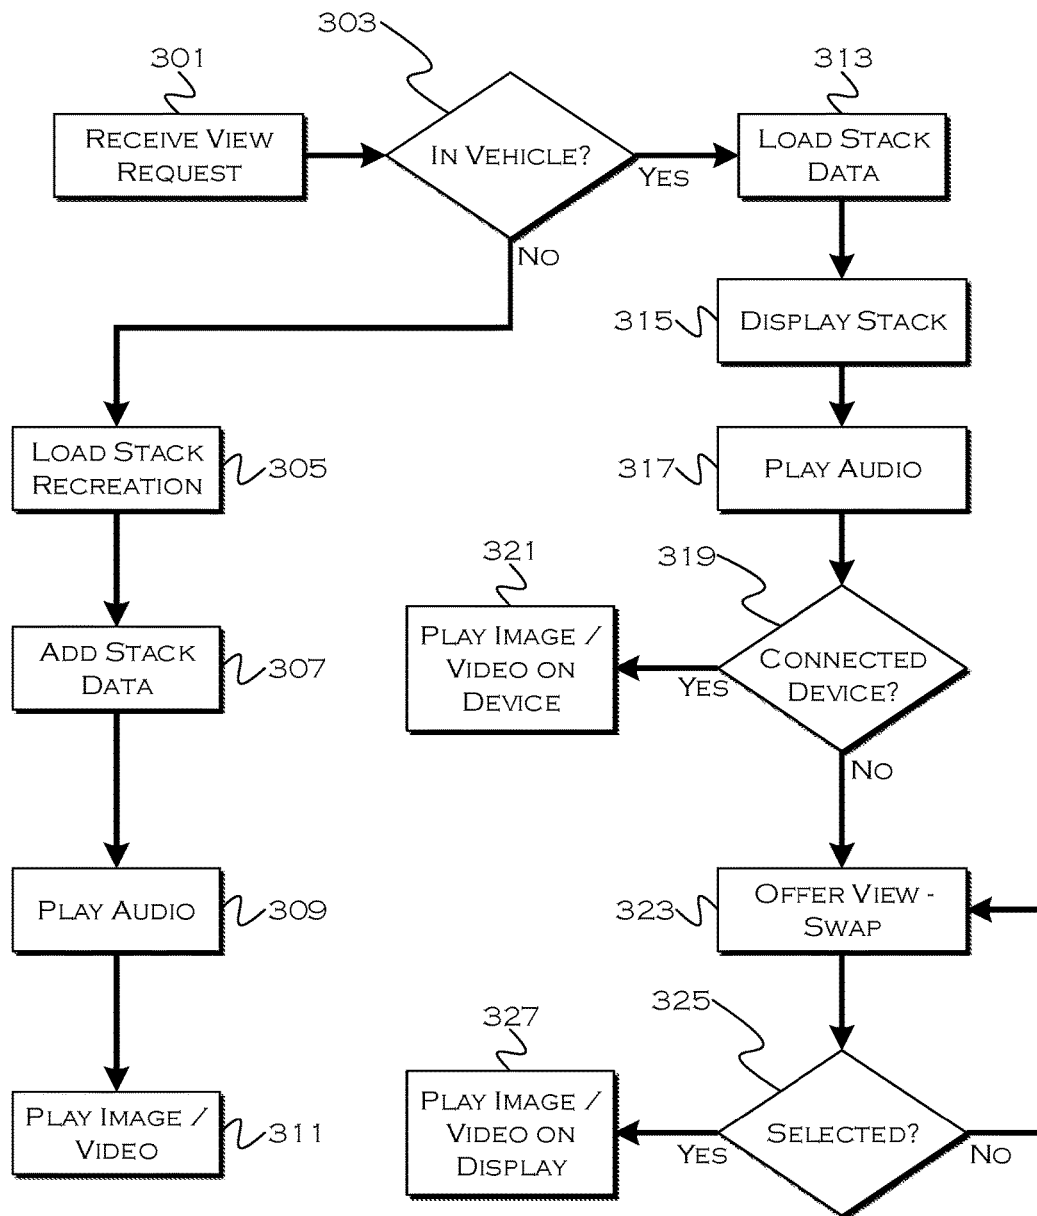 301
RECEIVE VIEW
REQUEST
303
IN VEHICLE?
YES
NO
313
LOAD STACK
DATA
315
DISPLAY STACK
LOAD STACK
RECREATION
305
317
PLAY AUDIO
321
PLAY IMAGE /
VIDEO ON
DEVICE
319
CONNECTED
DEVICE?
YES
NO
ADD STACK
DATA
307
PLAY AUDIO
309
323
OFFER VIEW -
SWAP
327
PLAY IMAGE /
VIDEO ON
DISPLAY
325
SELECTED?
YES
NO
PLAY IMAGE /
VIDEO
311